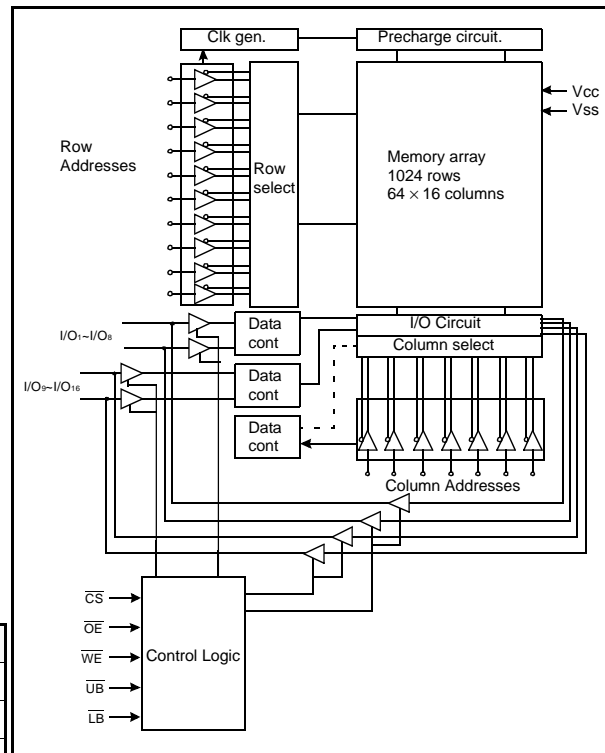 Clk gen.
Precharge circuit.
Vcc
Vss
Row
Addresses
Row
select
Memory array
1024 rows
64 × 16 columns
I/O1~I/O8
Data
cont
I/O Circuit
Column select
I/O9~I/O16
Data
cont
Data
cont
Column Addresses
CS
OE
WE
UB
LB
Control Logic